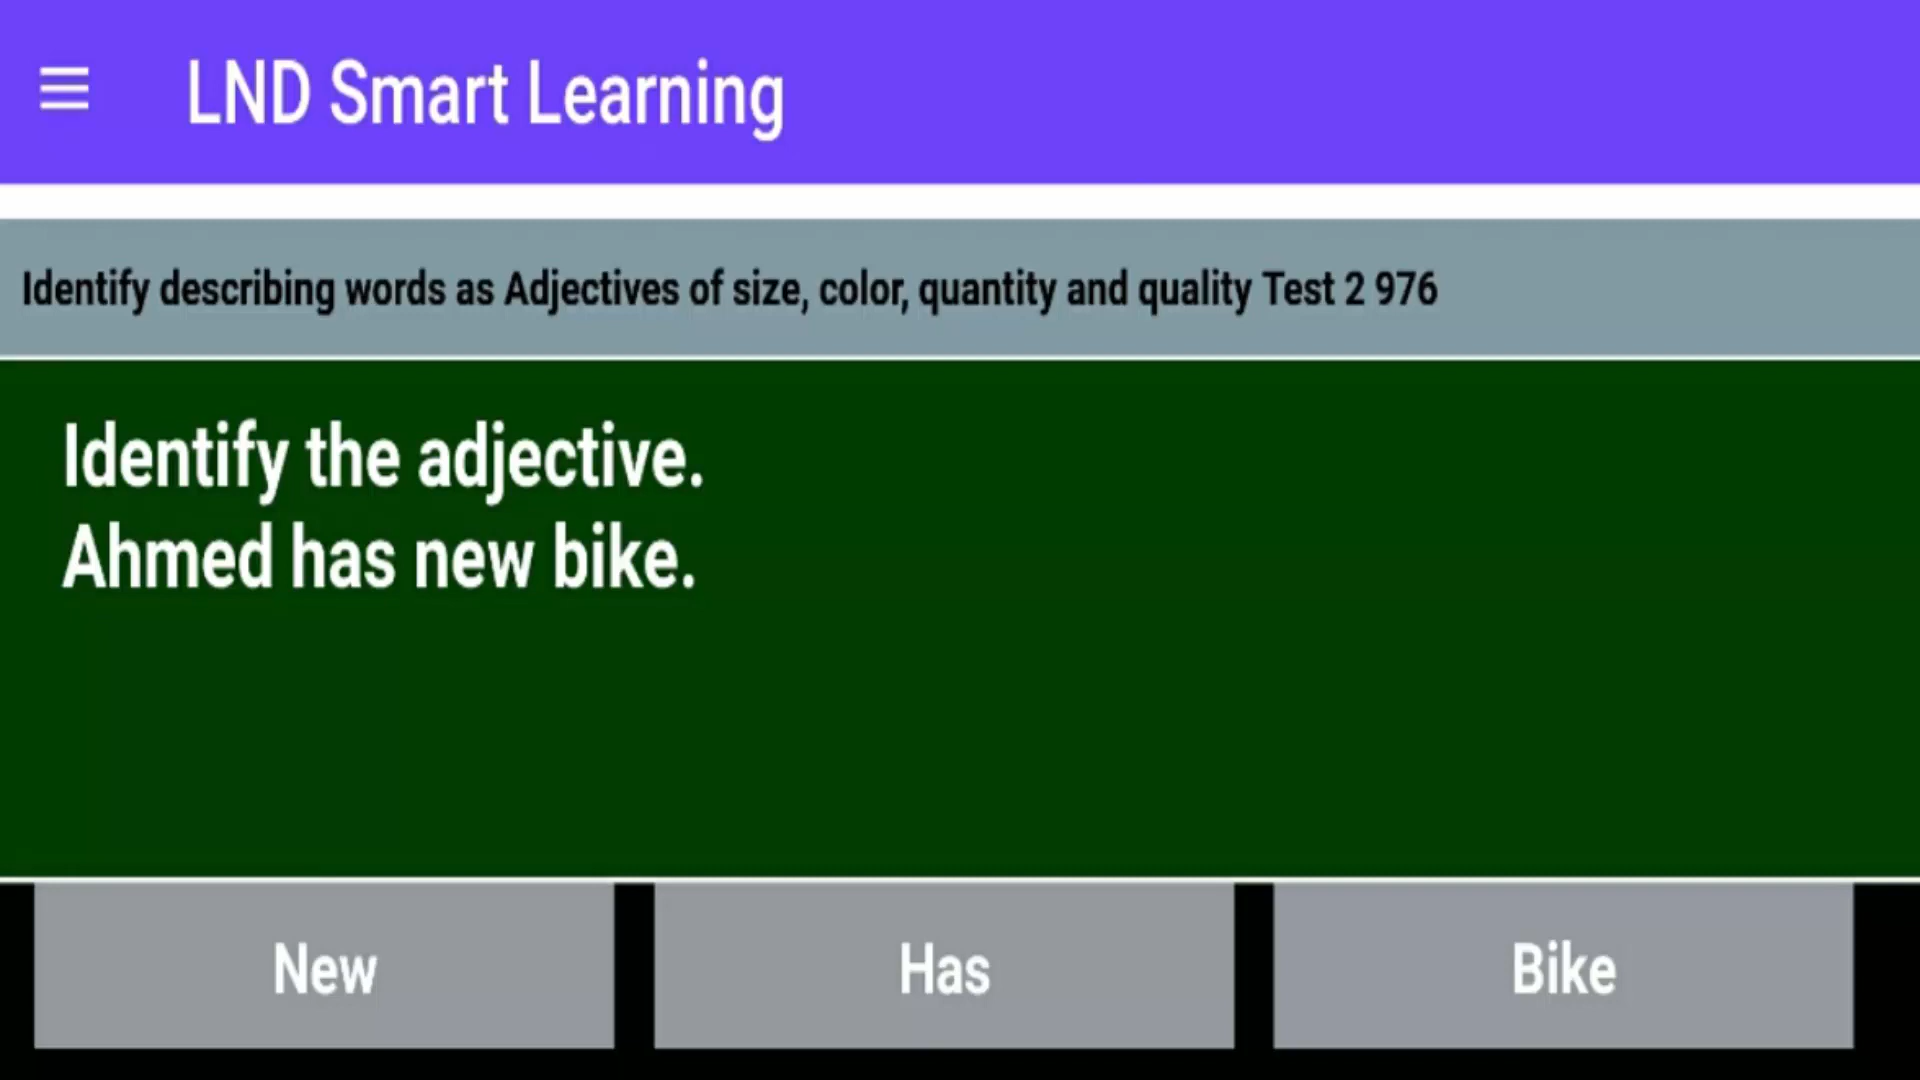 LND Smart Learning
Identify describing words as Adjectives of size, color, quantity and quality Test 2 976
Identify the adjective.
Ahmed has new bike.
New
Has
Bike